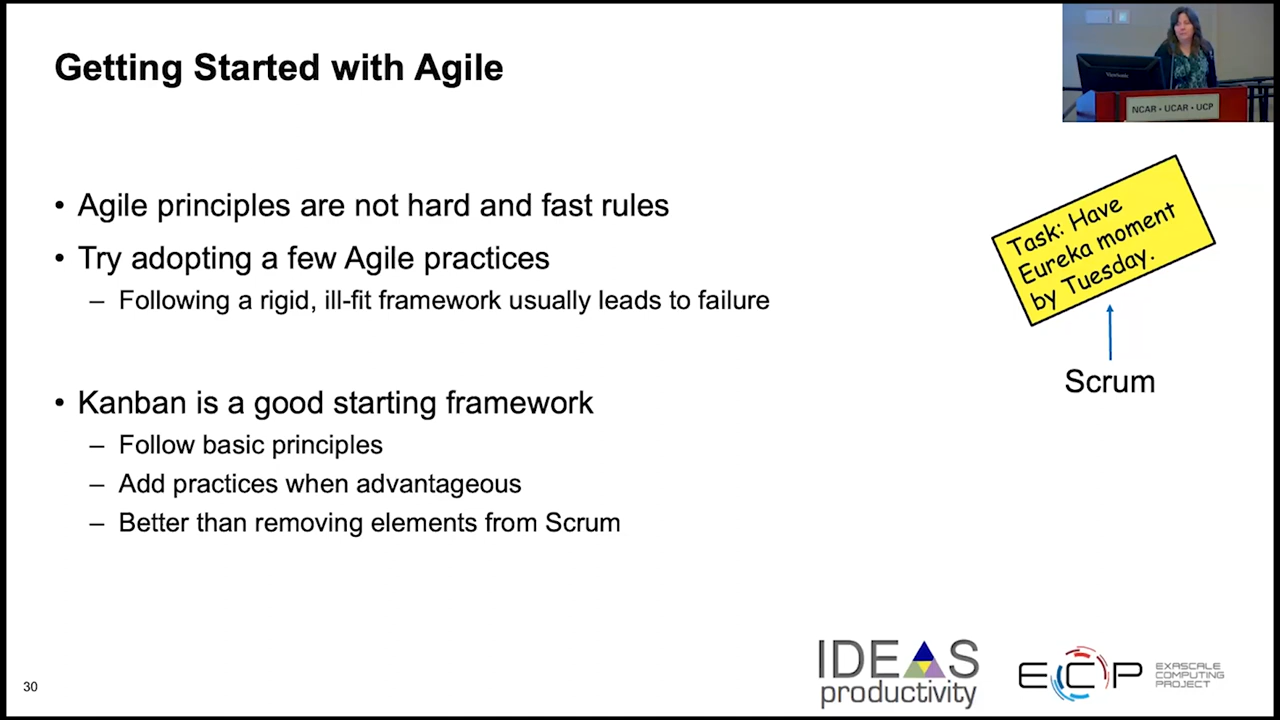 Getting Started with Agile
NCAR • UCAR • UCP
• Agile principles are not hard and fast rules
• Try adopting a few Agile practices
– Following a rigid, ill-fit framework usually leads to failure
Task: Have
Eureka moment
by Tuesday.
Scrum
• Kanban is a good starting framework
– Follow basic principles
– Add practices when advantageous
– Better than removing elements from Scrum
30
IDEAS
productivity
ECP
EXASCALE
COMPUTING
PROJECT